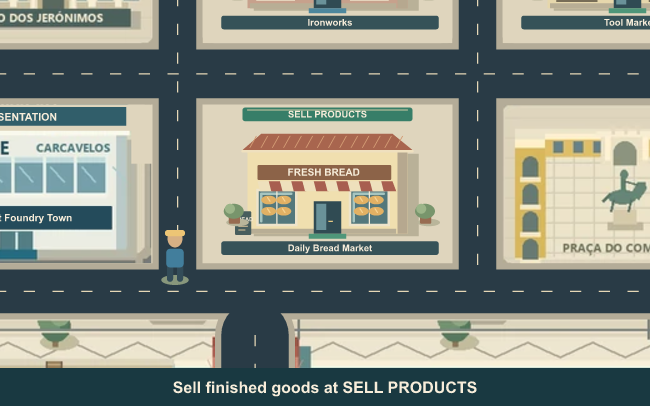 O DOS JERÓNIMOS
Ironworks
Tool Mark
SENTATION
SELL PRODUCTS
E
CARCAVELOS
FRESH BREAD
t Foundry Town
Daily Bread Market
PRAÇA DO COM
Sell finished goods at SELL PRODUCTS